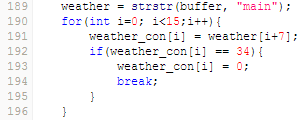 189 weather = strstr(buffer, "main");
190 for(int i=0; i<15;i++){
191 weather_con[i] = weather[i+7];
192 if(weather_con[i] == 34){
193 weather_con[i] = 0;
194 break;
195 }
196 }